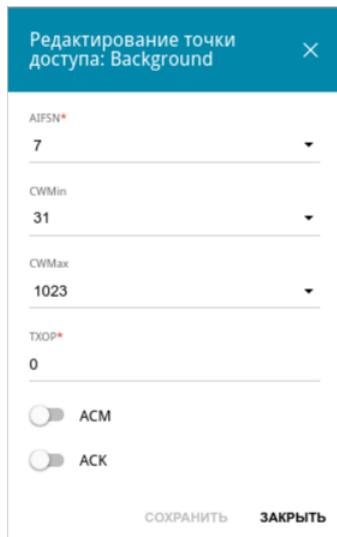 Редактирование точки
доступа: Background
AIFSN*
7
CWMin
31
CWMax
1023
TXOP*
0
ACM
ACK
СОХРАНИТЬ ЗАКРЫТЬ